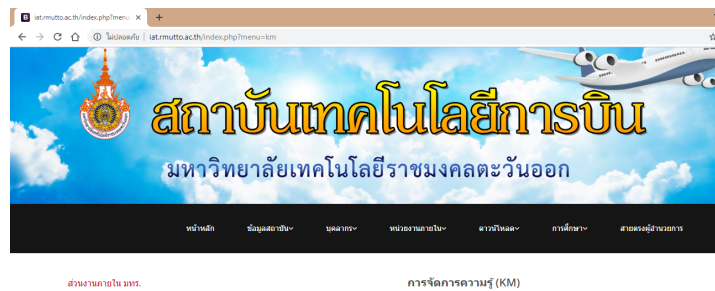 iat.rmutto.ac.th/index.php?menu
ไม่ปลอดภัย | iat.rmutto.ac.th/index.php?menu=km
สถาบันเทคโนโลยีการบิน
มหาวิทยาลัยเทคโนโลยีราชมงคลตะวันออก
หน้าหลัก ข้อมูลสถาบัน บุคลากร หน่วยงานภายใน ดาวน์โหลด การศึกษา สายตรงผู้อำนวยการ
ส่วนงานภายใน มทร. การจัดการความรู้ (KM)